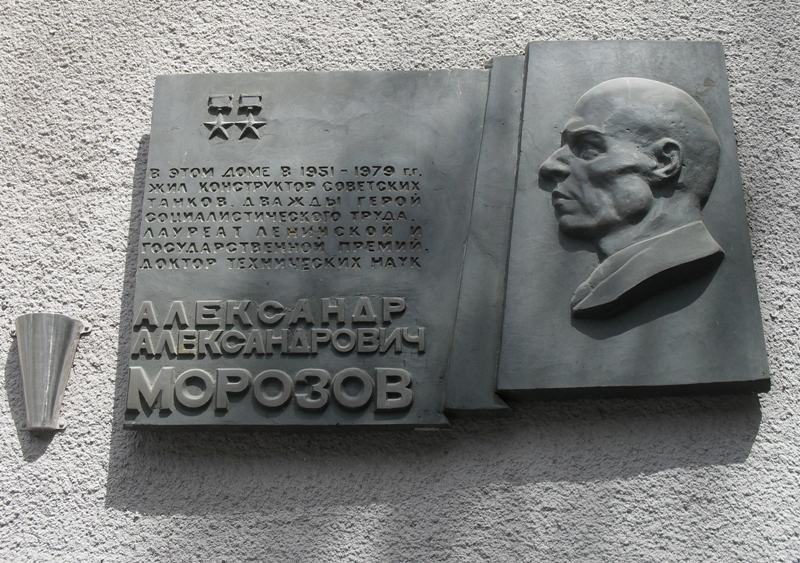 В ЭТОМ ДОМЕ В 1951-1979 г.г.
ЖИЛ КОНСТРУКТОР СОВЕТСКИХ
ТАНКОВ, ДВАЖДЫ ГЕРОЙ
СОЦИАЛИСТИЧЕСКОГО ТРУДА,
ЛАУРЕАТ ЛЕНИНСКОЙ И
ГОСУДАРСТВЕННОЙ ПРЕМИЙ,
ДОКТОР ТЕХНИЧЕСКИХ НАУК
АЛЕКСАНДР
АЛЕКСАНДРОВИЧ
МОРОЗОВ